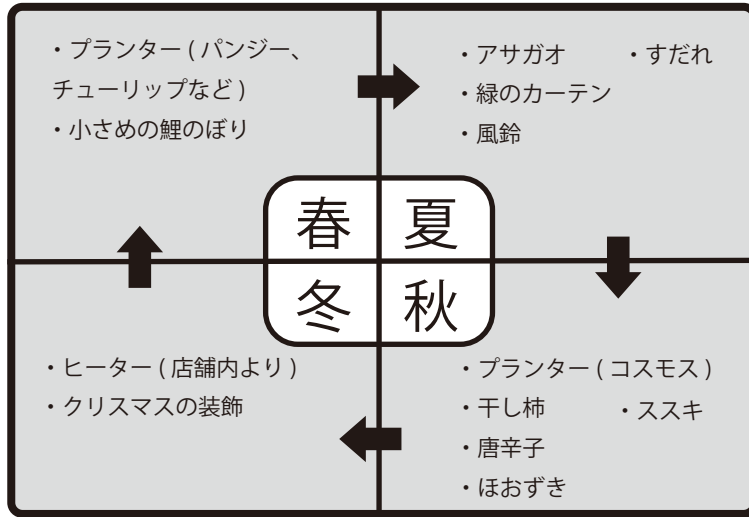 ・プランター ( パンジー、
チューリップなど )
・小さめの鯉のぼり
・アサガオ ・すだれ
・緑のカーテン
・風鈴
春 夏
冬 秋
・ヒーター ( 店舗内より )
・クリスマスの装飾
・プランター ( コスモス )
・干し柿 ・ススキ
・唐辛子
・ほおずき